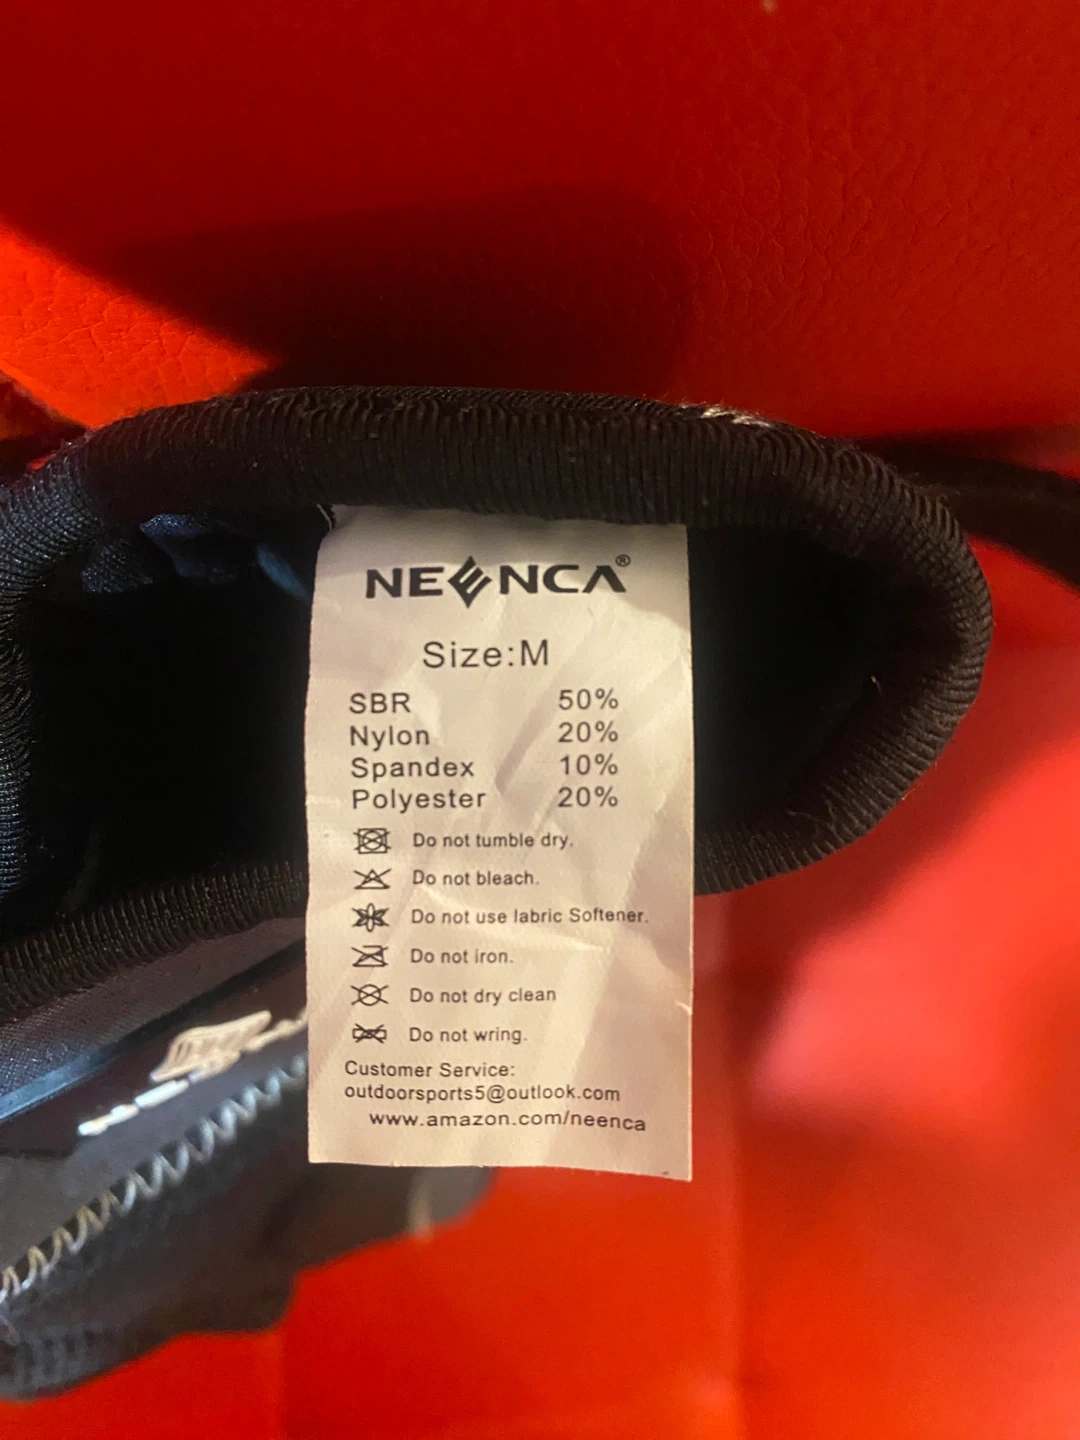 NEENCA®
Size:M
SBR 50%
Nylon 20%
Spandex 10%
Polyester 20%
Do not tumble dry.
Do not bleach.
Do not use labric Softener.
Do not iron.
Do not dry clean
Do not wring.
Customer Service:
outdoorsports5@outlook.com
www.amazon.com/neenca